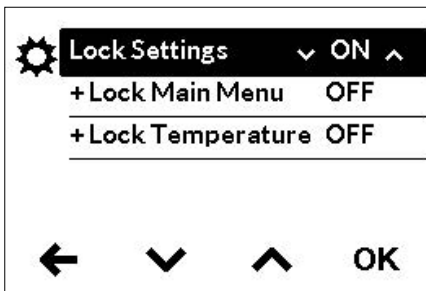 Lock Settings ON
+Lock Main Menu OFF
+Lock Temperature OFF
OK